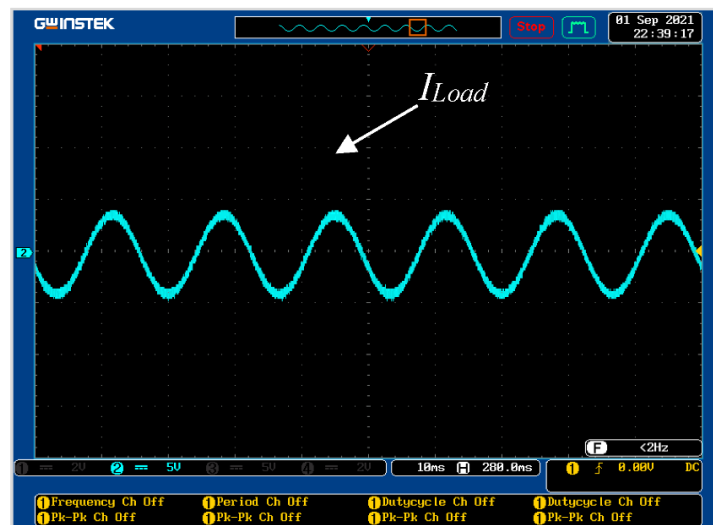 GWINSTEK
Stop
01 Sep 2021
22:39:17
I Load
2
F <2Hz
1 2V 2 5V 3 5V 4 2V
10ms H 280.0ms
1 0.00V DC
1 Frequency Ch Off 1 Period Ch Off 1 Dutycycle Ch Off 1 Dutycycle Ch Off
1 Pk-Pk Ch Off 1 Pk-Pk Ch Off 1 Pk-Pk Ch Off 1 Pk-Pk Ch Off